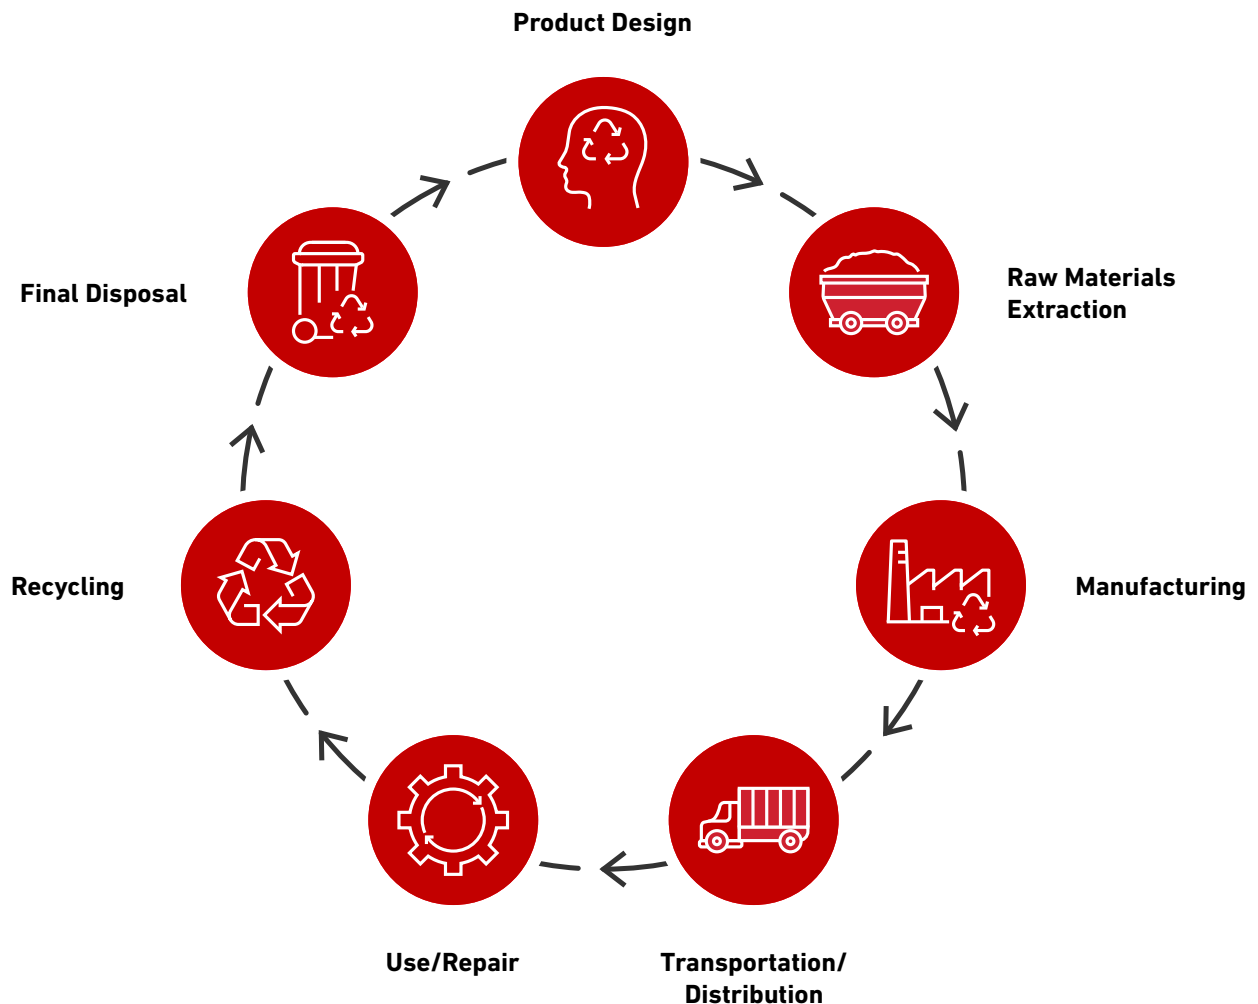 Product Design
Raw Materials
Extraction
Manufacturing
Transportation/
Distribution
Use/Repair
Recycling
Final Disposal